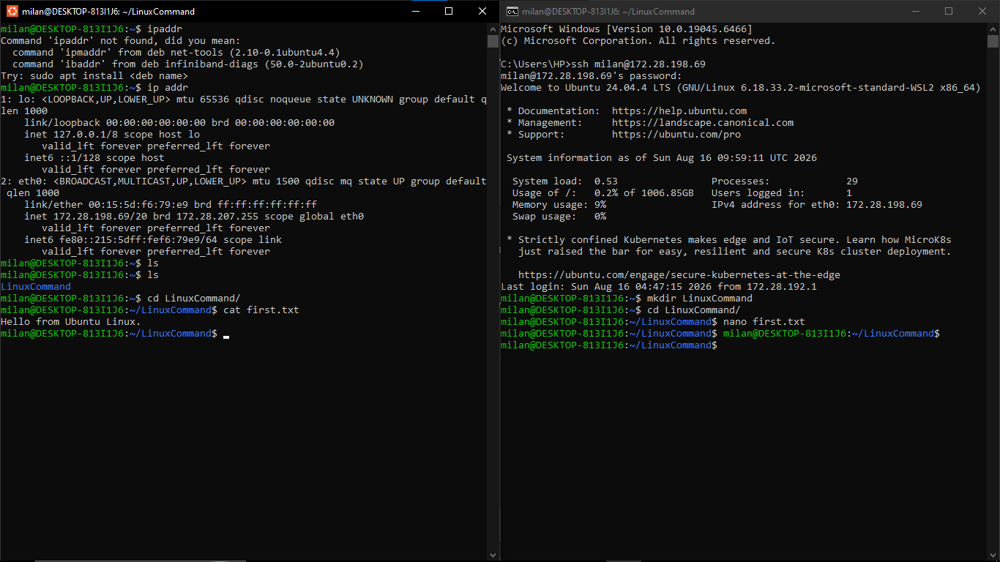 milan@DESKTOP-813I1J6: ~/LinuxCommand
milan@DESKTOP-813I1J6:~$ ipaddr
Command 'ipaddr' not found, did you mean:
  command 'ipmaddr' from deb net-tools (2.10-0.1ubuntu4.4)
  command 'ibaddr' from deb infiniband-diags (50.0-2ubuntu0.2)
Try: sudo apt install <deb name>
milan@DESKTOP-813I1J6:~$ ip addr
1: lo: <LOOPBACK,UP,LOWER_UP> mtu 65536 qdisc noqueue state UNKNOWN group default q
len 1000
    link/loopback 00:00:00:00:00:00 brd 00:00:00:00:00:00
    inet 127.0.0.1/8 scope host lo
       valid_lft forever preferred_lft forever
    inet6 ::1/128 scope host
       valid_lft forever preferred_lft forever
2: eth0: <BROADCAST,MULTICAST,UP,LOWER_UP> mtu 1500 qdisc mq state UP group default
 qlen 1000
    link/ether 00:15:5d:f6:79:e9 brd ff:ff:ff:ff:ff:ff
    inet 172.28.198.69/20 brd 172.28.207.255 scope global eth0
       valid_lft forever preferred_lft forever
    inet6 fe80::215:5dff:fef6:79e9/64 scope link
       valid_lft forever preferred_lft forever
milan@DESKTOP-813I1J6:~$ ls
milan@DESKTOP-813I1J6:~$ ls
LinuxCommand
milan@DESKTOP-813I1J6:~$ cd LinuxCommand/
milan@DESKTOP-813I1J6:~/LinuxCommand$ cat first.txt
Hello from Ubuntu Linux.
milan@DESKTOP-813I1J6:~/LinuxCommand$
milan@DESKTOP-813I1J6: ~/LinuxCommand
Microsoft Windows [Version 10.0.19045.6466]
(c) Microsoft Corporation. All rights reserved.
C:\Users\HP>ssh milan@172.28.198.69
milan@172.28.198.69's password:
Welcome to Ubuntu 24.04.4 LTS (GNU/Linux 6.18.33.2-microsoft-standard-WSL2 x86_64)
 * Documentation:  https://help.ubuntu.com
 * Management:     https://landscape.canonical.com
 * Support:        https://ubuntu.com/pro
 System information as of Sun Aug 16 09:59:11 UTC 2026
  System load:  0.53                Processes:             29
  Usage of /:   0.2% of 1006.85GB   Users logged in:       1
  Memory usage: 9%                  IPv4 address for eth0: 172.28.198.69
  Swap usage:   0%
 * Strictly confined Kubernetes makes edge and IoT secure. Learn how MicroK8s
   just raised the bar for easy, resilient and secure K8s cluster deployment.
   https://ubuntu.com/engage/secure-kubernetes-at-the-edge
Last login: Sun Aug 16 04:47:15 2026 from 172.28.192.1
milan@DESKTOP-813I1J6:~$ mkdir LinuxCommand
milan@DESKTOP-813I1J6:~$ cd LinuxCommand/
milan@DESKTOP-813I1J6:~/LinuxCommand$ nano first.txt
milan@DESKTOP-813I1J6:~/LinuxCommand$ milan@DESKTOP-813I1J6:~/LinuxCommand$
milan@DESKTOP-813I1J6:~/LinuxCommand$